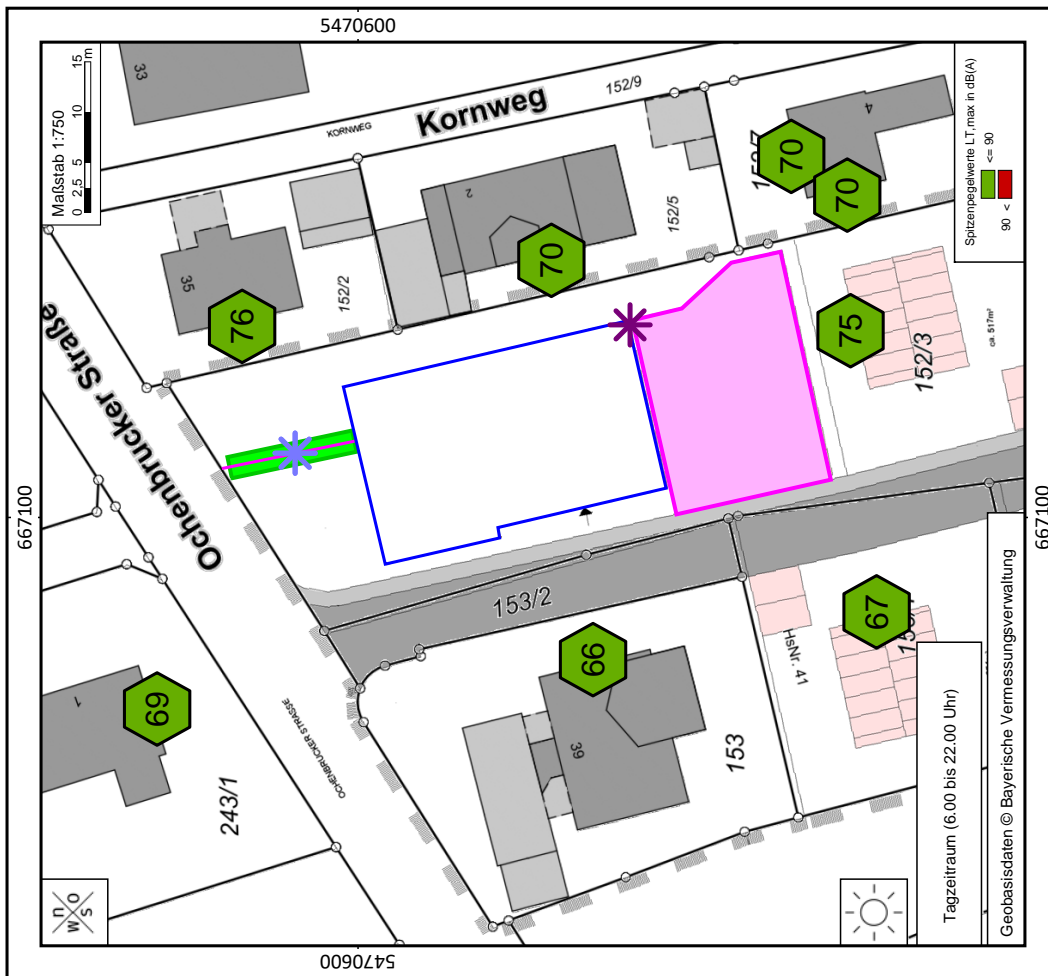 5470600
Maßstab 1:750
0 2,5 5 10 15
m
33
152/9
Kornweg
KORNWEG
4
Spitzenpegelwerte LT,max in dB(A)
<= 90
90 <
35
2
152/5
70
70
152/2
70
76
75
152/3
ca. 517m²
Ochenbrucker Straße
667100
667100
153/2
HsNr. 41
67
66
69
1
39
OCHENBRUCKER STRASSE
153
243/1
n
w o
s
Tagzeitraum (6.00 bis 22.00 Uhr)
Geobasisdaten © Bayerische Vermessungsverwaltung
5470600